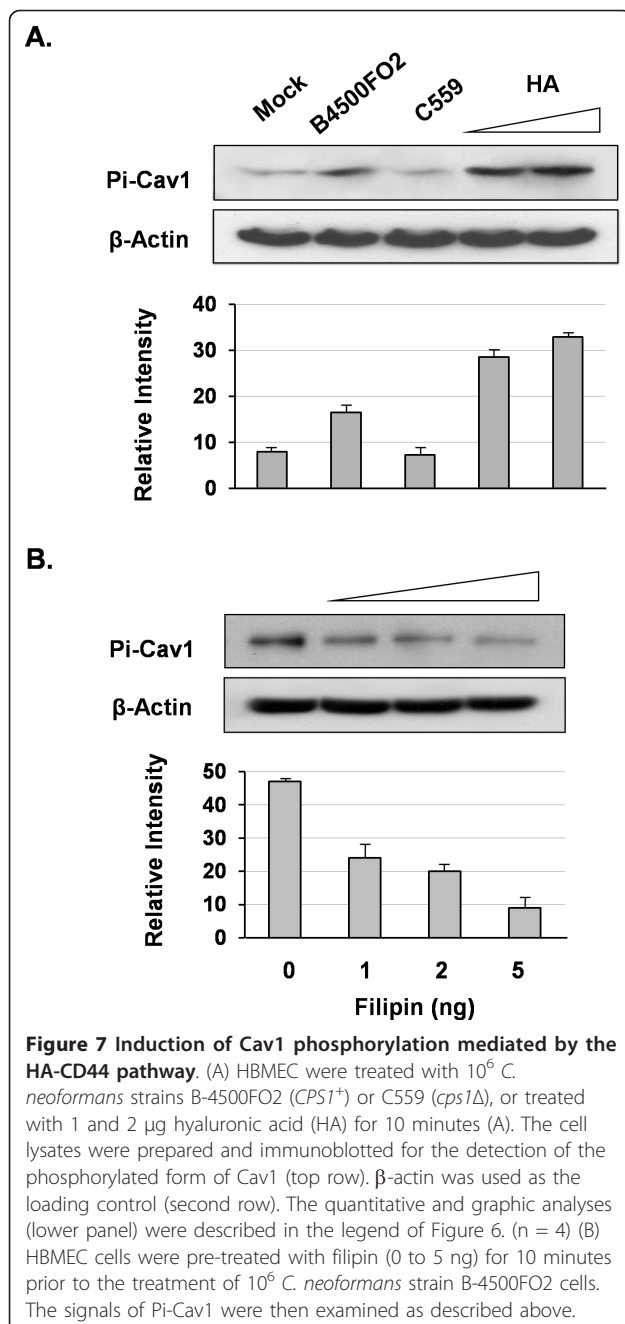 A.
Mock
B4500FO2
C559
HA
Pi-Cav1
β-Actin
Relative Intensity
40
30
20
10
0
B.
Pi-Cav1
β-Actin
Relative Intensity
50
40
30
20
10
0
0 1 2 5
Filipin (ng)
Figure 7 Induction of Cav1 phosphorylation mediated by the
HA-CD44 pathway. (A) HBMEC were treated with 10⁶ C.
neoformans strains B-4500FO2 (CPS1⁺) or C559 (cps1Δ), or treated
with 1 and 2 μg hyaluronic acid (HA) for 10 minutes (A). The cell
lysates were prepared and immunoblotted for the detection of the
phosphorylated form of Cav1 (top row). β-actin was used as the
loading control (second row). The quantitative and graphic analyses
(lower panel) were described in the legend of Figure 6. (n = 4) (B)
HBMEC cells were pre-treated with filipin (0 to 5 ng) for 10 minutes
prior to the treatment of 10⁶ C. neoformans strain B-4500FO2 cells.
The signals of Pi-Cav1 were then examined as described above.